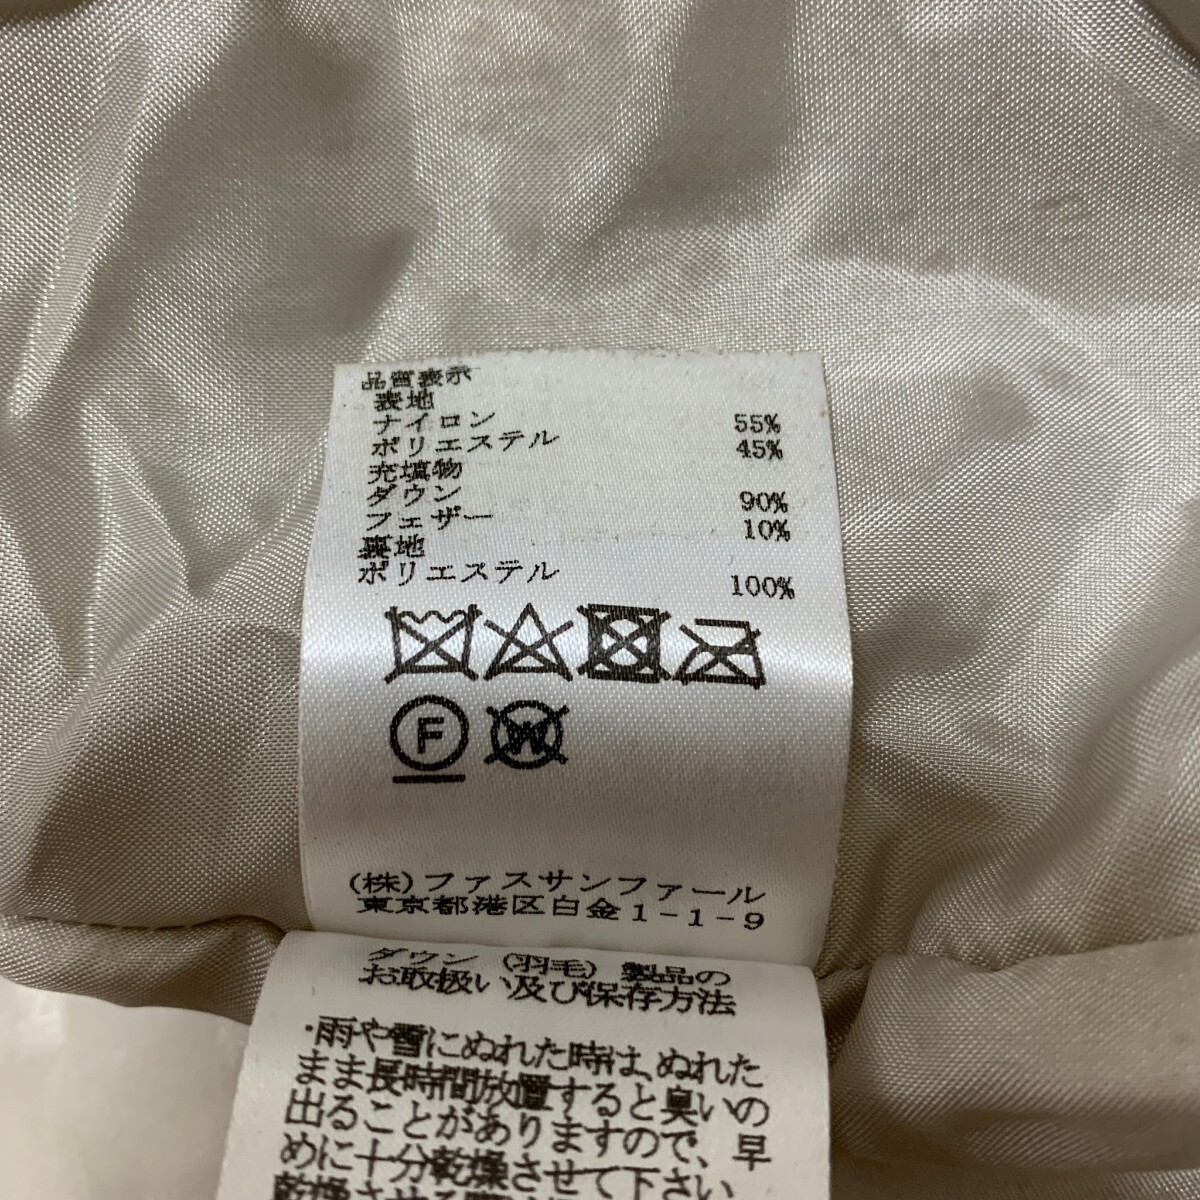 品質表示
表地
ナイロン 55%
ポリエステル 45%
充填物
ダウン 90%
フェザー 10%
裏地
ポリエステル 100%
F W
(株)ファスサンファール
東京都港区白金1-1-9
ダウン (羽毛) 製品の
お取扱い及び保存方法
・雨や雪にぬれた時は、ぬれた
まま長時間放置すると臭いの
出ることがありますので、早
めに十分乾燥させて下さい
乾燥させる